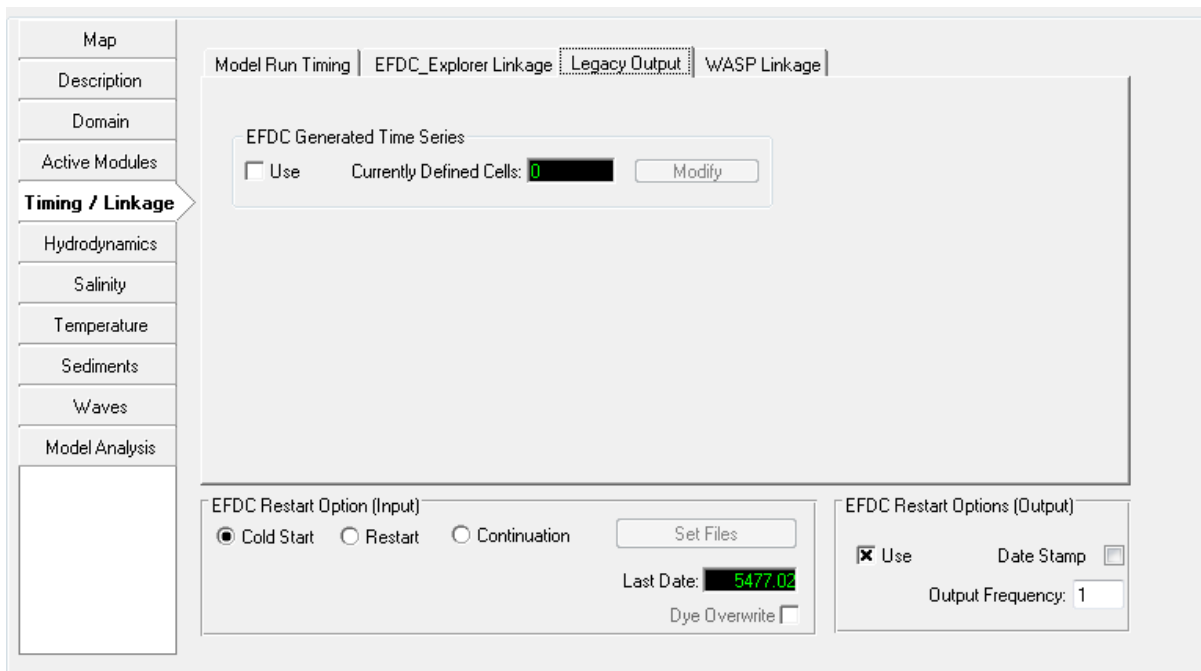 Map
Description
Domain
Active Modules
Timing / Linkage
Hydrodynamics
Salinity
Temperature
Sediments
Waves
Model Analysis
Model Run Timing EFDC_Explorer Linkage Legacy Output WASP Linkage
EFDC Generated Time Series
Use Currently Defined Cells: 0 Modify
EFDC Restart Option (Input)
Cold Start Restart Continuation Set Files
Last Date: 5477.02
Dye Overwrite
EFDC Restart Options (Output)
Use Date Stamp
Output Frequency: 1